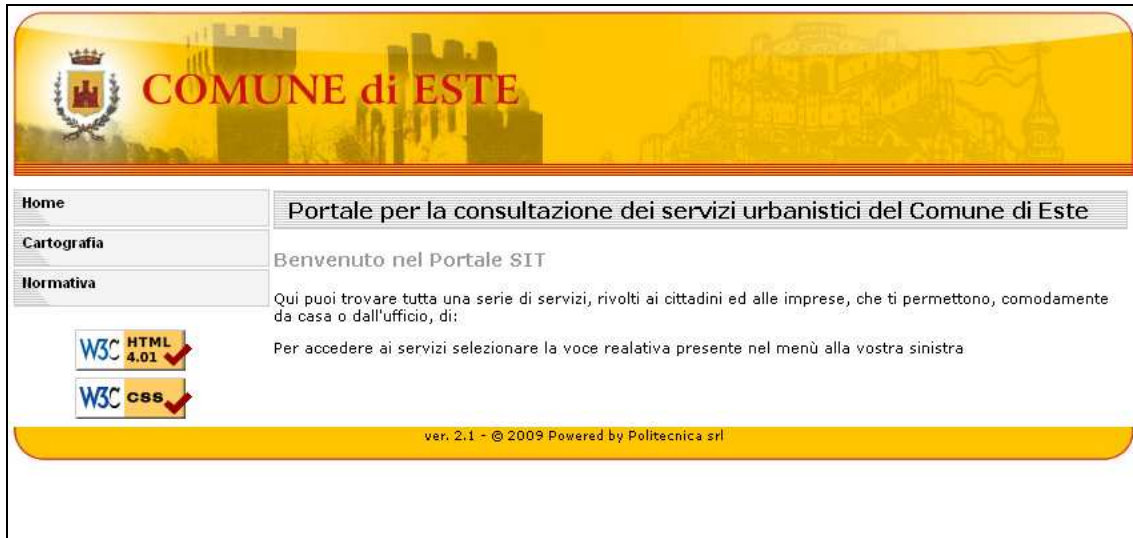 COMUNE di ESTE
Home
Cartografia
Normativa
W3C HTML 4.01
W3C css
Portale per la consultazione dei servizi urbanistici del Comune di Este
Benvenuto nel Portale SIT
Qui puoi trovare tutta una serie di servizi, rivolti ai cittadini ed alle imprese, che ti permettono, comodamente
da casa o dall'ufficio, di:
Per accedere ai servizi selezionare la voce realativa presente nel menù alla vostra sinistra
ver. 2.1 - © 2009 Powered by Politecnica srl